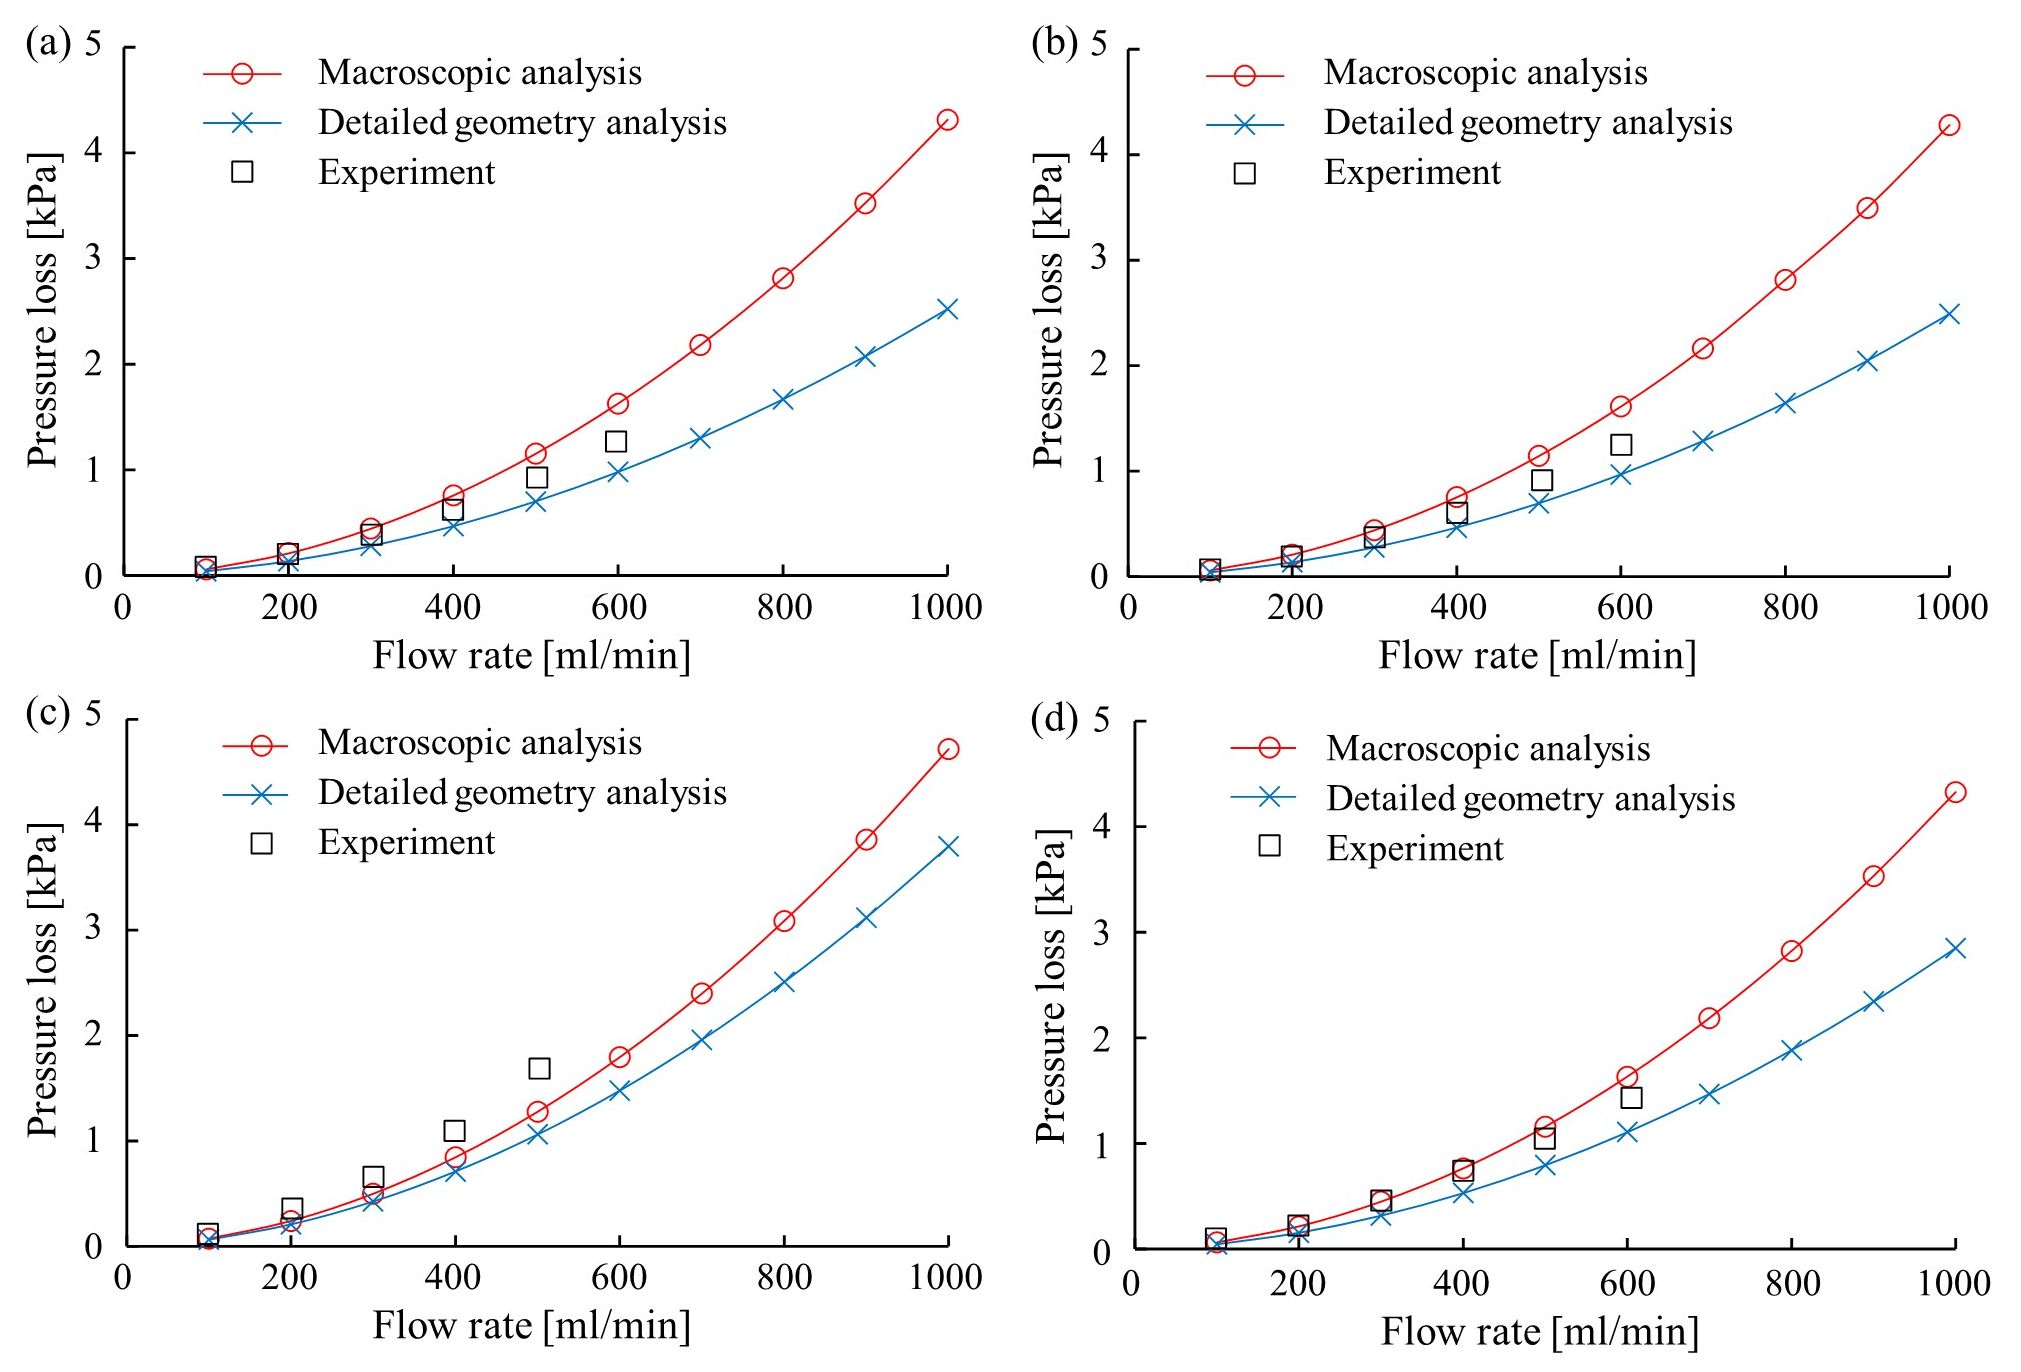 (a)
Macroscopic analysis
Detailed geometry analysis
Experiment
Pressure loss [kPa]
5
4
3
2
1
0
0 200 400 600 800 1000
Flow rate [ml/min]
(b)
Macroscopic analysis
Detailed geometry analysis
Experiment
Pressure loss [kPa]
5
4
3
2
1
0
0 200 400 600 800 1000
Flow rate [ml/min]
(c)
Macroscopic analysis
Detailed geometry analysis
Experiment
Pressure loss [kPa]
5
4
3
2
1
0
0 200 400 600 800 1000
Flow rate [ml/min]
(d)
Macroscopic analysis
Detailed geometry analysis
Experiment
Pressure loss [kPa]
5
4
3
2
1
0
0 200 400 600 800 1000
Flow rate [ml/min]